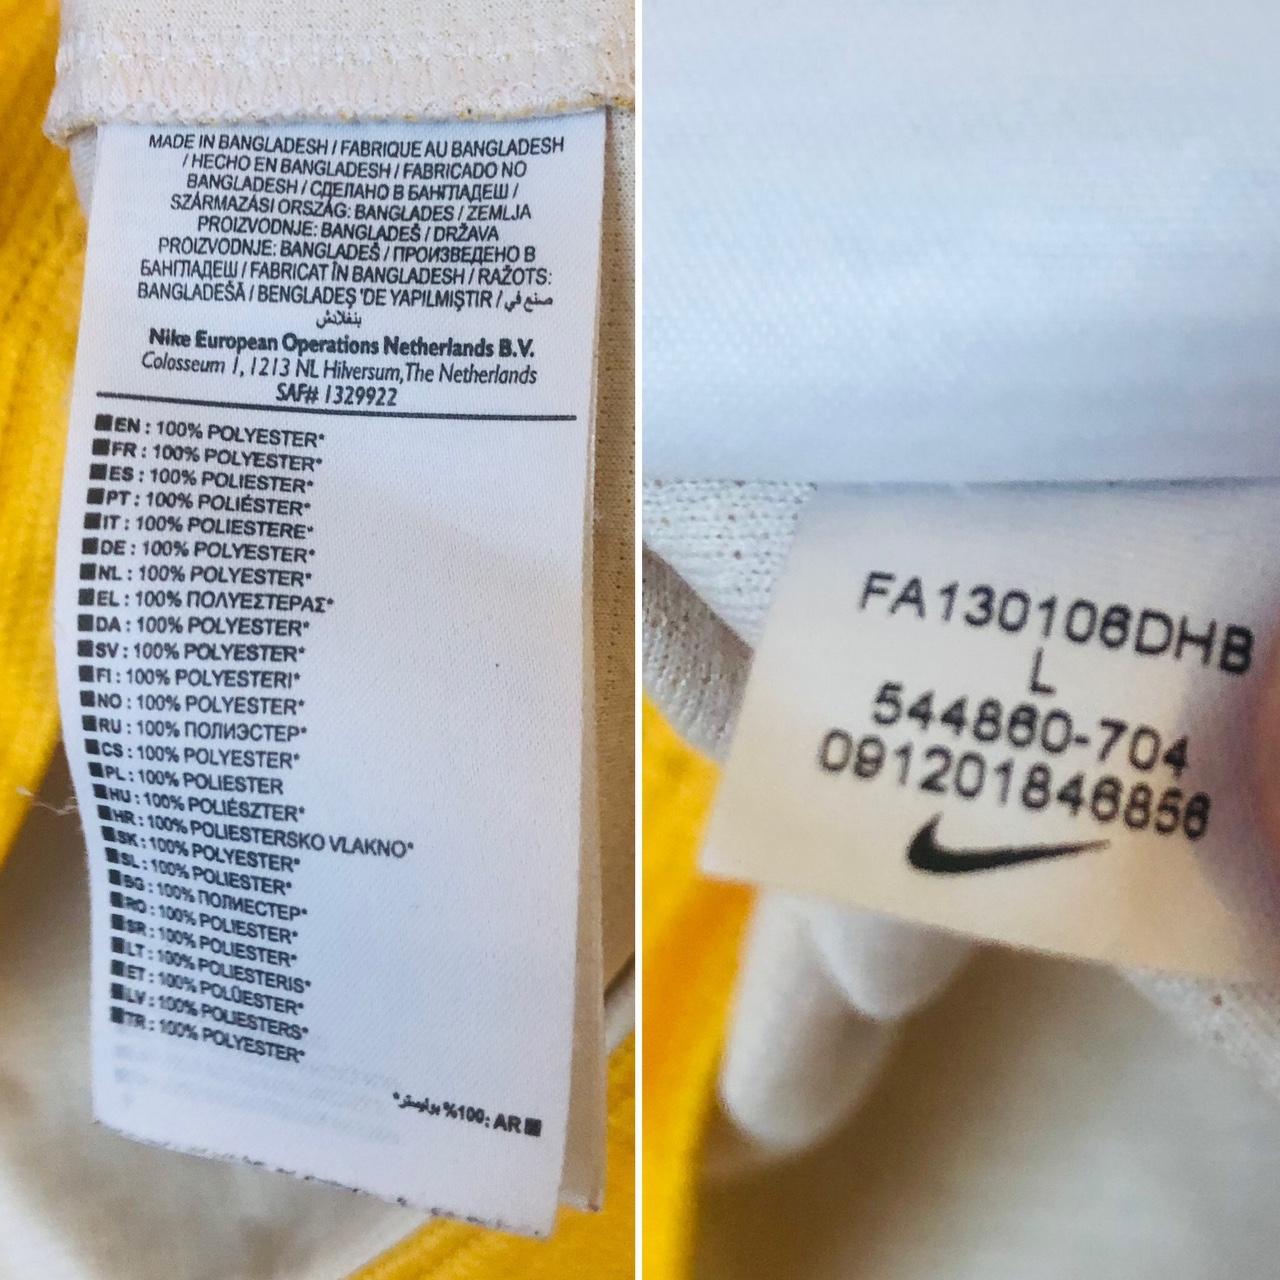 MADE IN BANGLADESH / FABRIQUE AU BANGLADESH
/ HECHO EN BANGLADESH / FABRICADO NO
BANGLADESH / СДЕЛАНО В БАНГЛАДЕШ /
SZÁRMAZÁSI ORSZÁG: BANGLADES / ZEMLJA
PROIZVODNJE: BANGLADEŠ / DRŽAVA
PROIZVODNJE: BANGLADEŠ / ПРОИЗВЕДЕНО В
БАНГЛАДЕШ / FABRICAT ÎN BANGLADESH / RAŽOTS:
BANGLADEŠĀ / BENGLADEŞ 'DE YAPILMIŞTIR / صنع في
بنغلادش
Nike European Operations Netherlands B.V.
Colosseum 1, 1213 NL Hilversum, The Netherlands
SAF# 1329922
EN : 100% POLYESTER*
FR : 100% POLYESTER*
ES : 100% POLIESTER*
PT : 100% POLIÉSTER*
IT : 100% POLIESTERE*
DE : 100% POLYESTER*
NL : 100% POLYESTER*
EL : 100% ΠΟΛΥΕΣΤΕΡΑΣ*
DA : 100% POLYESTER*
SV : 100% POLYESTER*
FI : 100% POLYESTERI*
NO : 100% POLYESTER*
RU : 100% ПОЛИЭСТЕР*
CS : 100% POLYESTER*
PL : 100% POLIESTER
HU : 100% POLIÉSZTER*
HR : 100% POLIESTERSKO VLAKNO*
SK : 100% POLYESTER*
SL : 100% POLIESTER*
BG : 100% ПОЛИЕСТЕР*
RO : 100% POLIESTER*
SR : 100% POLIESTER*
LT : 100% POLIESTERIS*
ET : 100% POLÜESTER*
LV : 100% POLIESTERS*
TR : 100% POLYESTER*
AR :100% بوليستر*
FA130106DHB
L
544860-704
091201846856